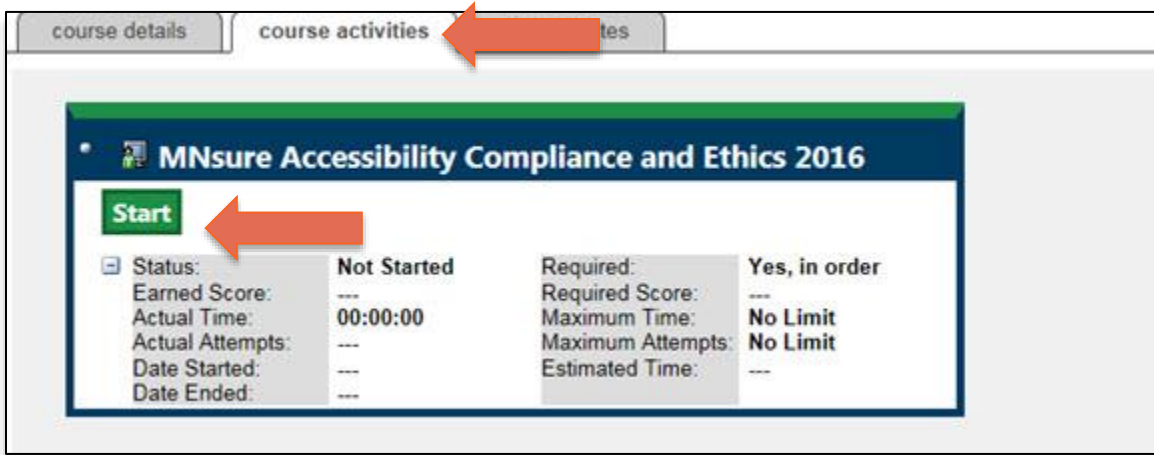 course details course activities
MNsure Accessibility Compliance and Ethics 2016
Start
Status: Not Started Required: Yes, in order
Earned Score: --- Required Score: ---
Actual Time: 00:00:00 Maximum Time: No Limit
Actual Attempts: --- Maximum Attempts: No Limit
Date Started: --- Estimated Time: ---
Date Ended: ---